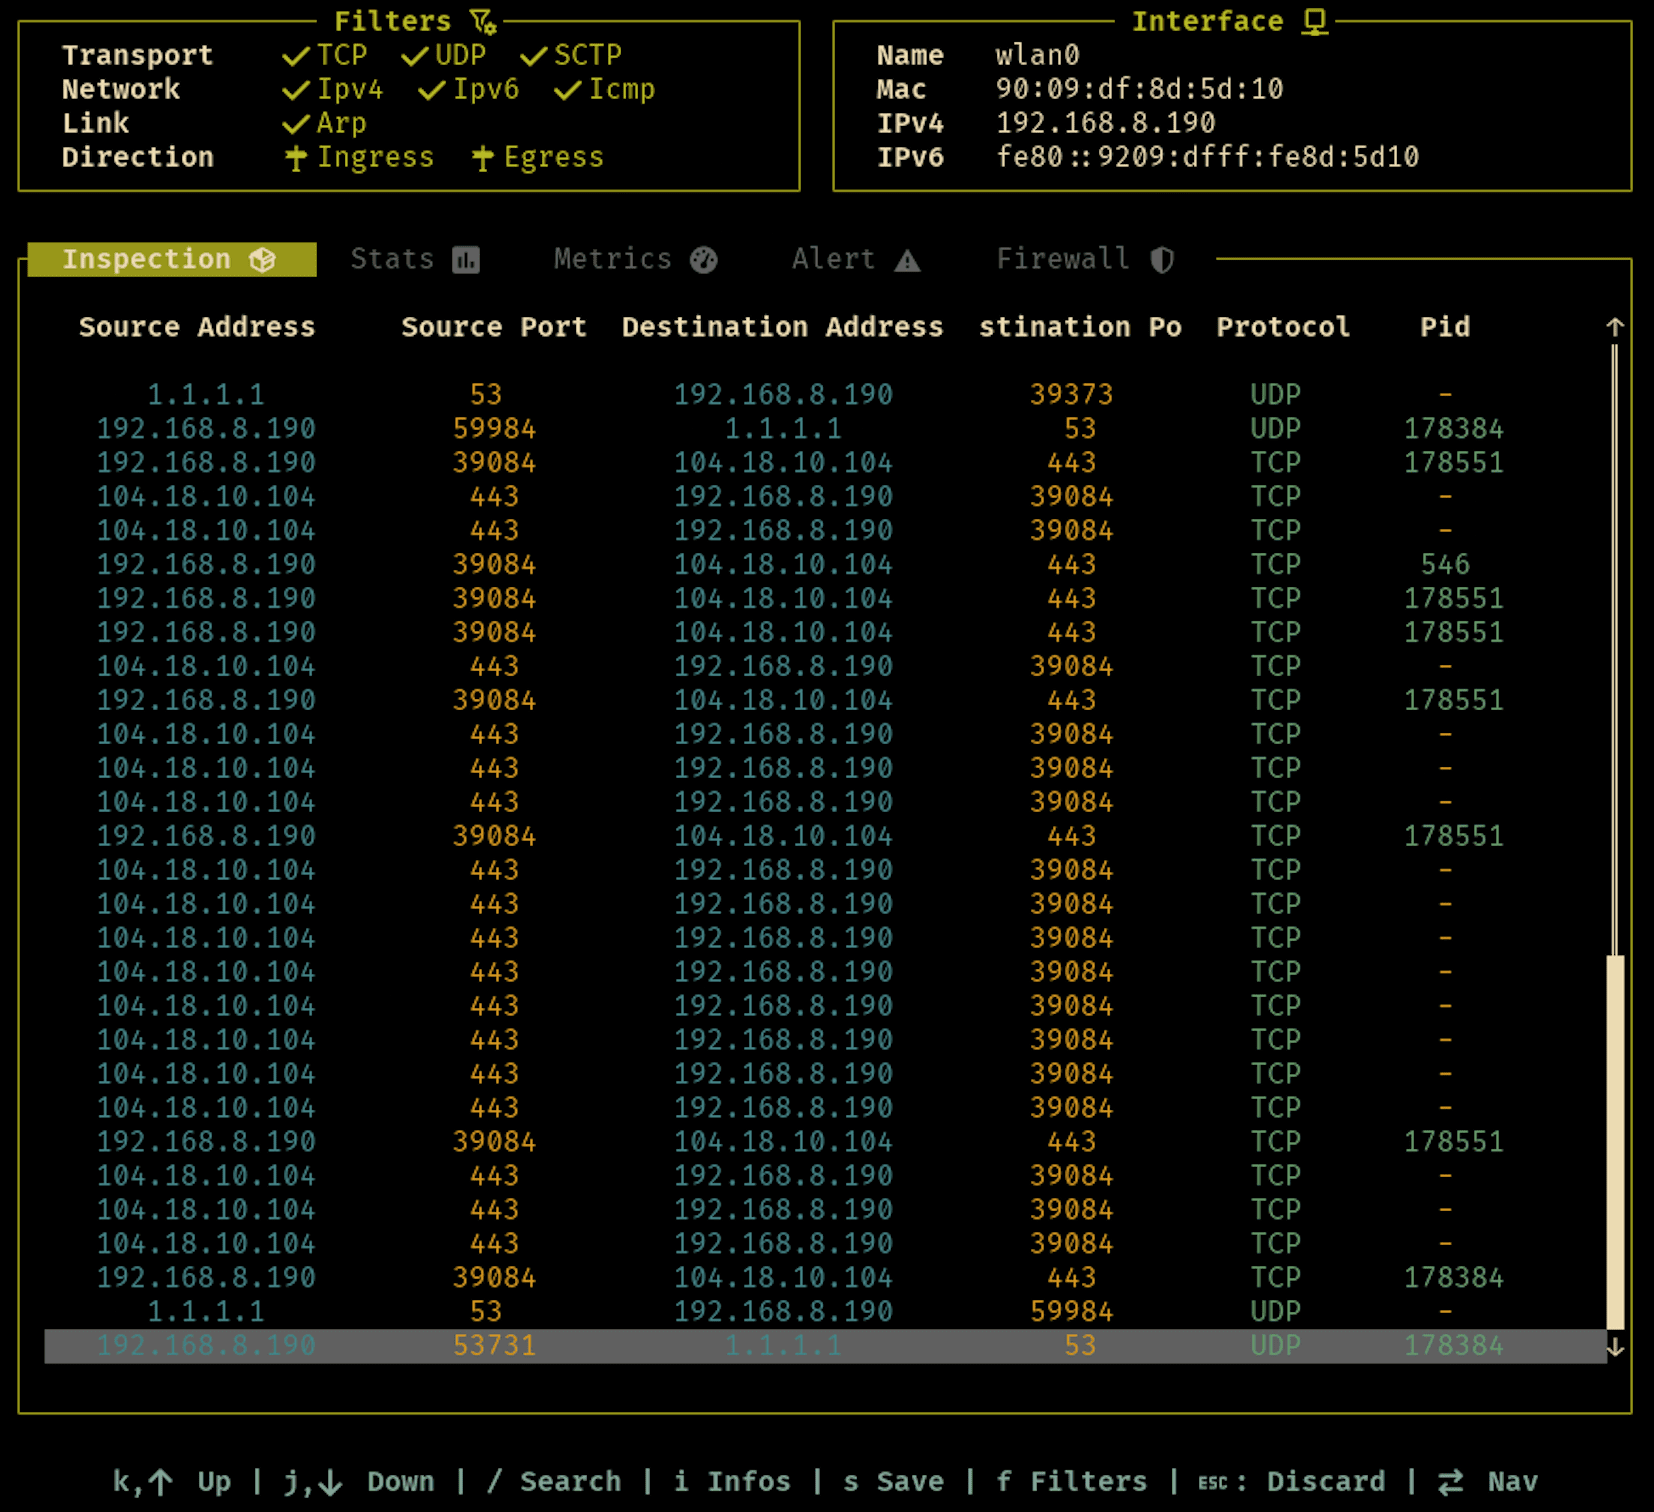 Filters
Transport TCP UDP SCTP
Network Ipv4 Ipv6 Icmp
Link Arp
Direction Ingress Egress
Interface
Name wlan0
Mac 90:09:df:8d:5d:10
IPv4 192.168.8.190
IPv6 fe80::9209:dfff:fe8d:5d10
Inspection Stats Metrics Alert Firewall
Source Address Source Port Destination Address stination Po Protocol Pid ↑
1.1.1.1 53 192.168.8.190 39373 UDP -
192.168.8.190 59984 1.1.1.1 53 UDP 178384
192.168.8.190 39084 104.18.10.104 443 TCP 178551
104.18.10.104 443 192.168.8.190 39084 TCP -
104.18.10.104 443 192.168.8.190 39084 TCP -
192.168.8.190 39084 104.18.10.104 443 TCP 546
192.168.8.190 39084 104.18.10.104 443 TCP 178551
192.168.8.190 39084 104.18.10.104 443 TCP 178551
104.18.10.104 443 192.168.8.190 39084 TCP -
192.168.8.190 39084 104.18.10.104 443 TCP 178551
104.18.10.104 443 192.168.8.190 39084 TCP -
104.18.10.104 443 192.168.8.190 39084 TCP -
104.18.10.104 443 192.168.8.190 39084 TCP -
192.168.8.190 39084 104.18.10.104 443 TCP 178551
104.18.10.104 443 192.168.8.190 39084 TCP -
104.18.10.104 443 192.168.8.190 39084 TCP -
104.18.10.104 443 192.168.8.190 39084 TCP -
104.18.10.104 443 192.168.8.190 39084 TCP -
104.18.10.104 443 192.168.8.190 39084 TCP -
104.18.10.104 443 192.168.8.190 39084 TCP -
104.18.10.104 443 192.168.8.190 39084 TCP -
104.18.10.104 443 192.168.8.190 39084 TCP -
192.168.8.190 39084 104.18.10.104 443 TCP 178551
104.18.10.104 443 192.168.8.190 39084 TCP -
104.18.10.104 443 192.168.8.190 39084 TCP -
104.18.10.104 443 192.168.8.190 39084 TCP -
192.168.8.190 39084 104.18.10.104 443 TCP 178384
1.1.1.1 53 192.168.8.190 59984 UDP -
192.168.8.190 53731 1.1.1.1 53 UDP 178384 ↓
k,↑ Up | j,↓ Down | / Search | i Infos | s Save | f Filters | ESC: Discard | ⇄ Nav